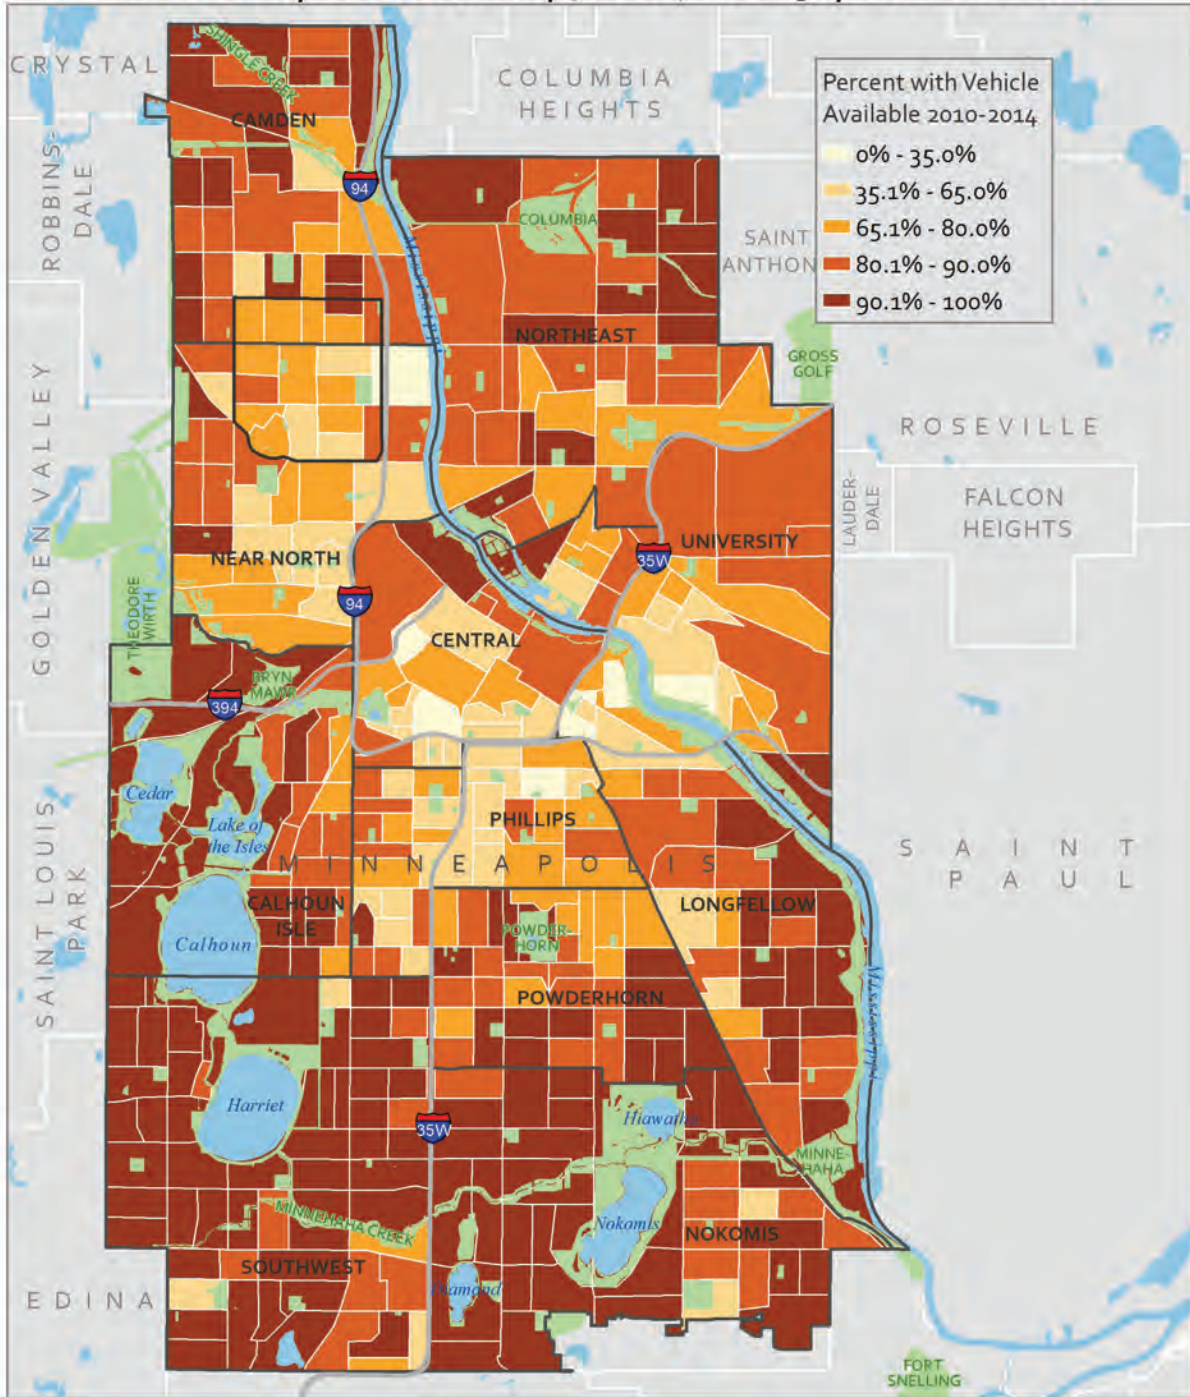 CRYSTAL
SHINGLE CREEK
COLUMBIA
HEIGHTS
Percent with Vehicle
Available 2010-2014
0% - 35.0%
35.1% - 65.0%
65.1% - 80.0%
80.1% - 90.0%
90.1% - 100%
CAMDEN
ROBBINS-
DALE
94
COLUMBIA
SAINT
ANTHON
Mississippi
NORTHEAST
GROSS
GOLF
GOLDEN VALLEY
ROSEVILLE
LAUDER-
DALE
FALCON
HEIGHTS
UNIVERSITY
35W
NEAR NORTH
94
THEODORE
WIRTH
CENTRAL
BRYN
MAWR
394
Cedar
Lake of
the Isles
PHILLIPS
MINNEAPOLIS
SAINT
PAUL
SAINT LOUIS
PARK
CALHOUN
ISLE
LONGFELLOW
Calhoun
POWDER-
HORN
POWDERHORN
Mississippi
Harriet
35W
Hiawatha
MINNE-
HAHA
MINNEHAHA CREEK
Nokomis
NOKOMIS
SOUTHWEST
Diamond
EDINA
FORT
SNELLING